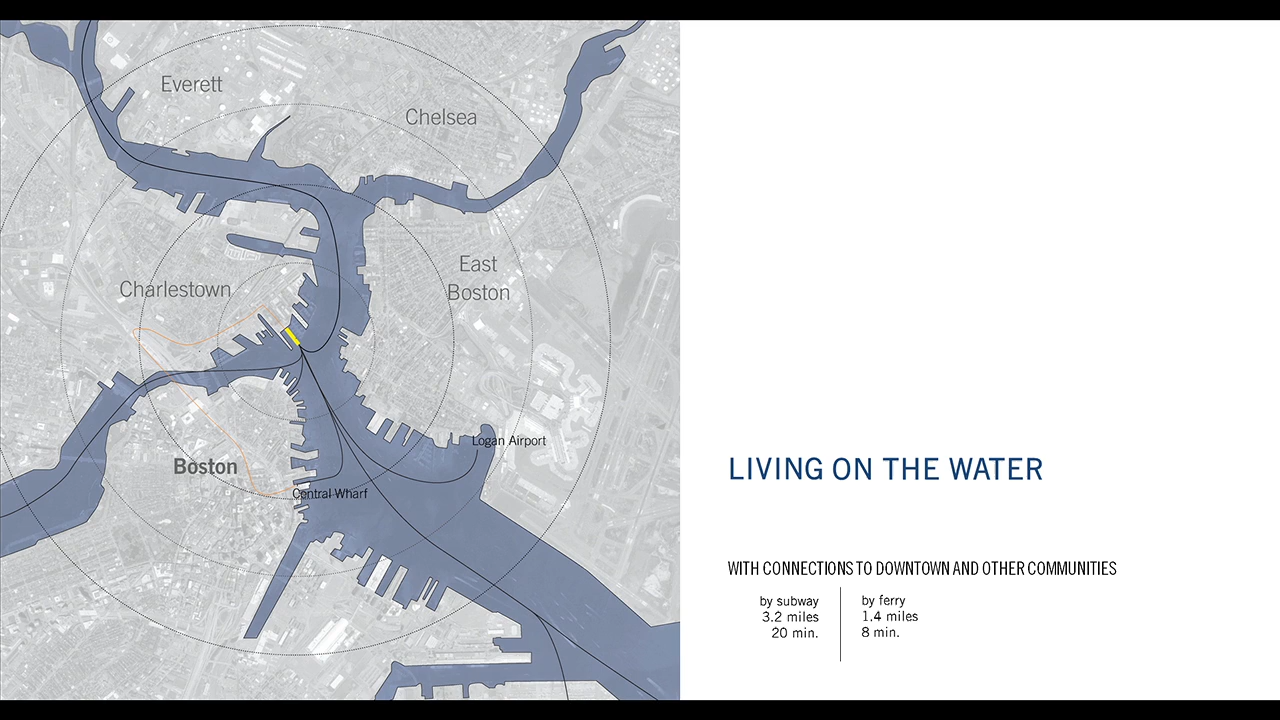 Everett
Chelsea
East
Boston
Charlestown
Logan Airport
Boston
Central Wharf
LIVING ON THE WATER
WITH CONNECTIONS TO DOWNTOWN AND OTHER COMMUNITIES
by subway
3.2 miles
20 min.
by ferry
1.4 miles
8 min.